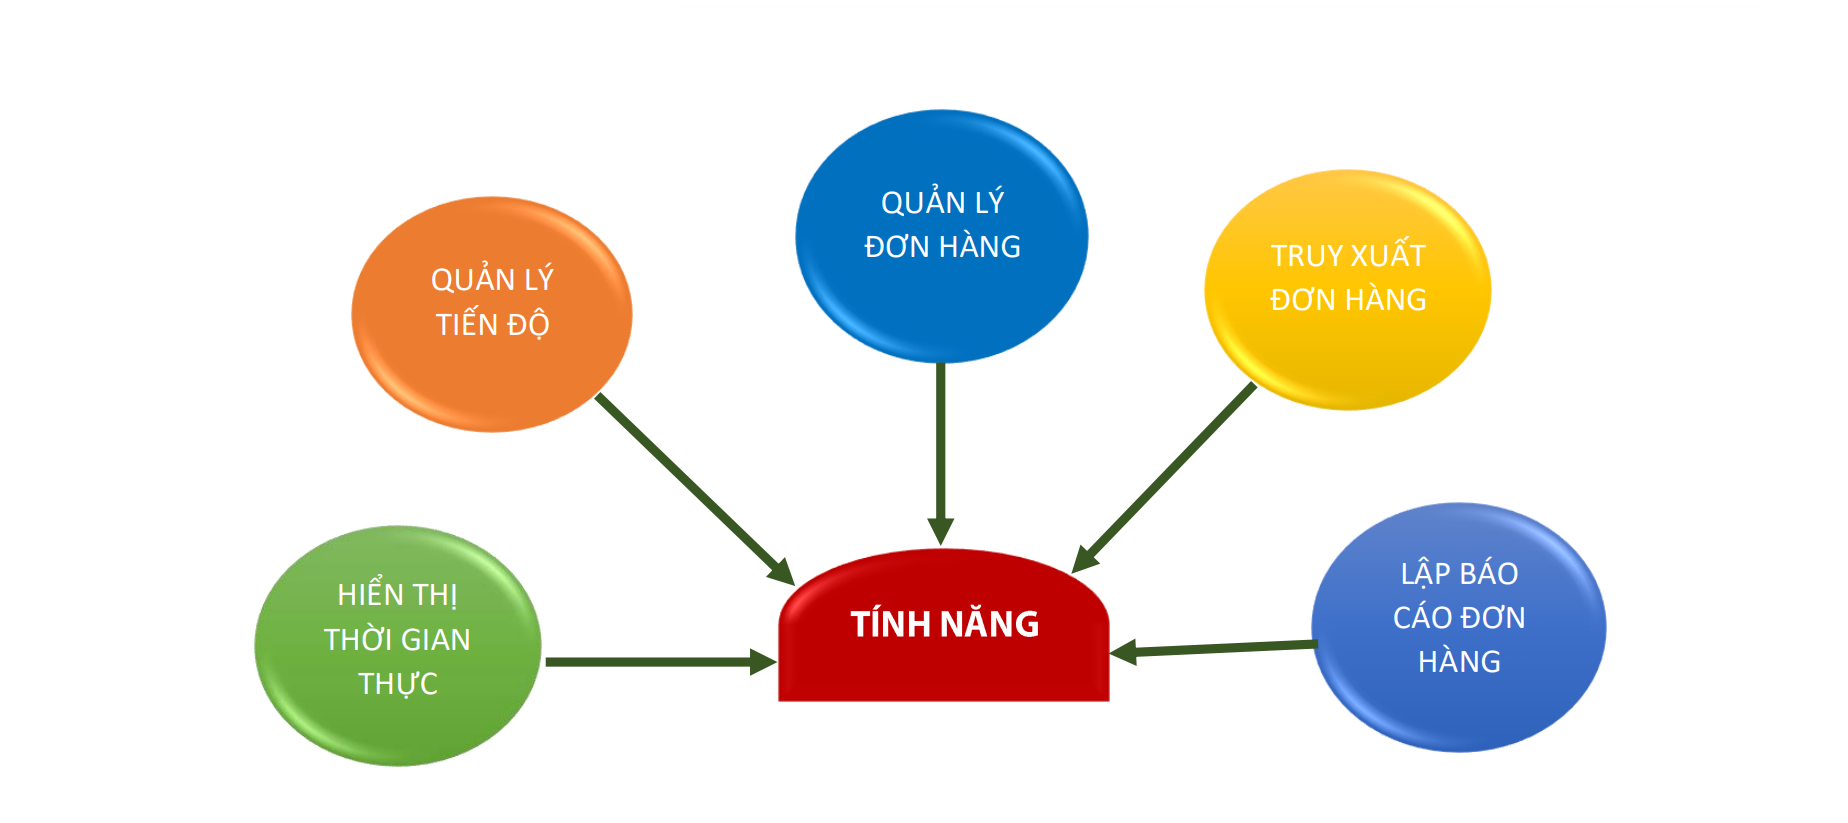 QUẢN LÝ
ĐƠN HÀNG
TRUY XUẤT
ĐƠN HÀNG
QUẢN LÝ
TIẾN ĐỘ
HIỂN THỊ
THỜI GIAN
THỰC
TÍNH NĂNG
LẬP BÁO
CÁO ĐƠN
HÀNG